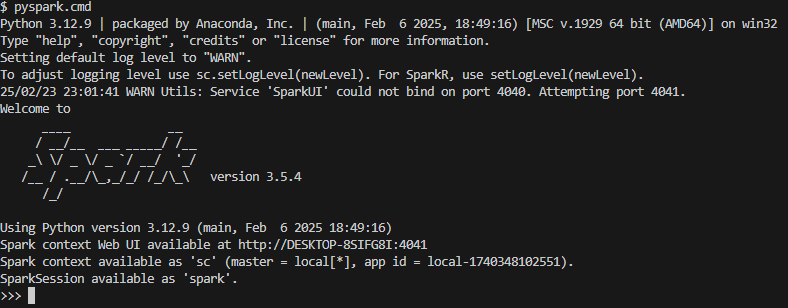 $ pyspark.cmd
Python 3.12.9 | packaged by Anaconda, Inc. | (main, Feb  6 2025, 18:49:16) [MSC v.1929 64 bit (AMD64)] on win32
Type "help", "copyright", "credits" or "license" for more information.
Setting default log level to "WARN".
To adjust logging level use sc.setLogLevel(newLevel). For SparkR, use setLogLevel(newLevel).
25/02/23 23:01:41 WARN Utils: Service 'SparkUI' could not bind on port 4040. Attempting port 4041.
Welcome to
      ____              __
     / __/__  ___ _____/ /__
    _\ \/ _ \/ _ `/ __/  '_/
   /__ / .__/\_,_/_/ /_/\_\   version 3.5.4
      /_/
Using Python version 3.12.9 (main, Feb  6 2025 18:49:16)
Spark context Web UI available at http://DESKTOP-8SIFG8I:4041
Spark context available as 'sc' (master = local[*], app id = local-1740348102551).
SparkSession available as 'spark'.
>>>